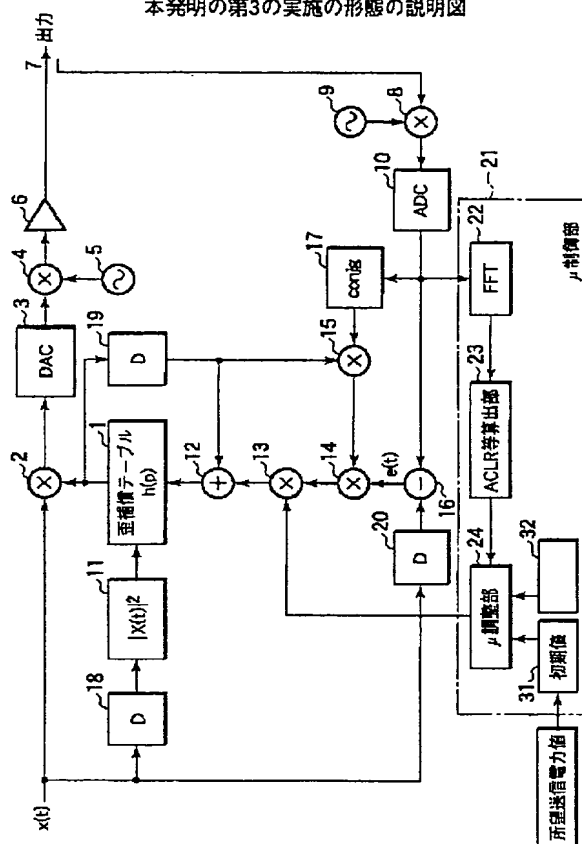 本発明の第3の実施の形態の説明図
x(t)
2
X
3
DAC
4
X
5
6
7
出力
18
D
11
|X(t)|²
1
歪補償テーブル
h(p)
19
D
9
8
X
12
+
17
conjg
10
ADC
13
X
15
X
14
X
e(t)
16
−
20
D
21
22
FFT
23
ACLR等算出部
24
μ調整部
μ制御部
32
31
初期値
所望送信電力値